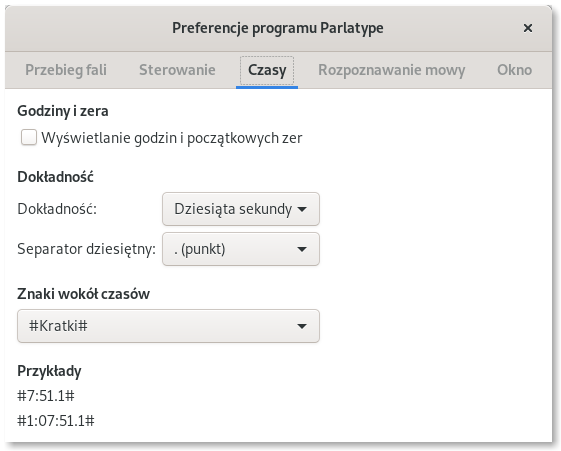 Preferencje programu Parlatype ×
Przebieg fali Sterowanie Czasy Rozpoznawanie mowy Okno
Godziny i zera
Wyświetlanie godzin i początkowych zer
Dokładność
Dokładność: Dziesiąta sekundy
Separator dziesiętny: . (punkt)
Znaki wokół czasów
#Kratki#
Przykłady
#7:51.1#
#1:07:51.1#